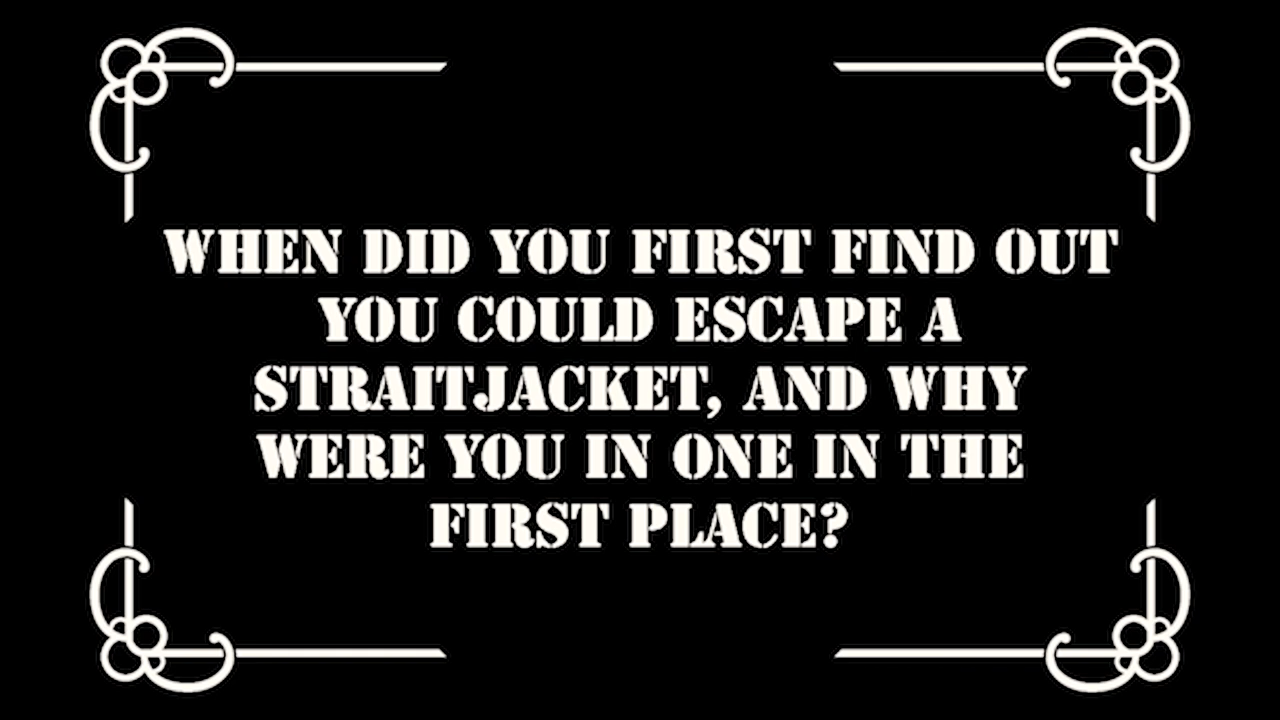 WHEN DID YOU FIRST FIND OUT
YOU COULD ESCAPE A
STRAITJACKET, AND WHY
WERE YOU IN ONE IN THE
FIRST PLACE?